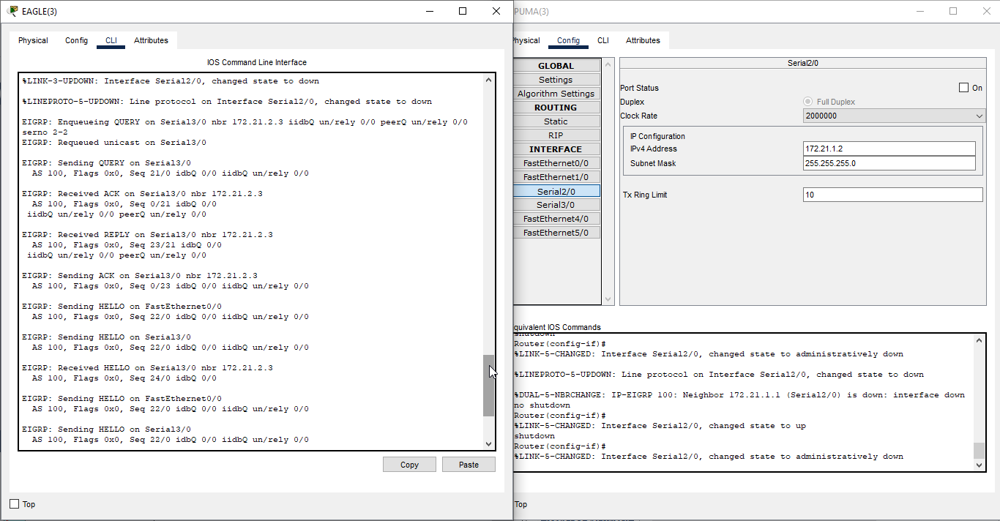 EAGLE(3)
Physical Config CLI Attributes
IOS Command Line Interface
%LINK-3-UPDOWN: Interface Serial2/0, changed state to down
%LINEPROTO-5-UPDOWN: Line protocol on Interface Serial2/0, changed state to down
EIGRP: Enqueueing QUERY on Serial3/0 nbr 172.21.2.3 iidbQ un/rely 0/0 peerQ un/rely 0/0
serno 2-2
EIGRP: Requeued unicast on Serial3/0
EIGRP: Sending QUERY on Serial3/0
AS 100, Flags 0x0, Seq 21/0 idbQ 0/0 iidbQ un/rely 0/0
EIGRP: Received ACK on Serial3/0 nbr 172.21.2.3
AS 100, Flags 0x0, Seq 0/21 idbQ 0/0
iidbQ un/rely 0/0 peerQ un/rely 0/0
EIGRP: Received REPLY on Serial3/0 nbr 172.21.2.3
AS 100, Flags 0x0, Seq 23/21 idbQ 0/0
iidbQ un/rely 0/0 peerQ un/rely 0/0
EIGRP: Sending ACK on Serial3/0 nbr 172.21.2.3
AS 100, Flags 0x0, Seq 0/23 idbQ 0/0 iidbQ un/rely 0/0
EIGRP: Sending HELLO on FastEthernet0/0
AS 100, Flags 0x0, Seq 22/0 idbQ 0/0 iidbQ un/rely 0/0
EIGRP: Sending HELLO on Serial3/0
AS 100, Flags 0x0, Seq 22/0 idbQ 0/0 iidbQ un/rely 0/0
EIGRP: Received HELLO on Serial3/0 nbr 172.21.2.3
AS 100, Flags 0x0, Seq 24/0 idbQ 0/0
EIGRP: Sending HELLO on FastEthernet0/0
AS 100, Flags 0x0, Seq 22/0 idbQ 0/0 iidbQ un/rely 0/0
EIGRP: Sending HELLO on Serial3/0
AS 100, Flags 0x0, Seq 22/0 idbQ 0/0 iidbQ un/rely 0/0
Copy Paste
Top
PUMA(3)
Physical Config CLI Attributes
GLOBAL
Settings
Algorithm Settings
ROUTING
Static
RIP
INTERFACE
FastEthernet0/0
FastEthernet1/0
Serial2/0
Serial3/0
FastEthernet4/0
FastEthernet5/0
Serial2/0
Port Status On
Duplex Full Duplex
Clock Rate 2000000
IP Configuration
IPv4 Address 172.21.1.2
Subnet Mask 255.255.255.0
Tx Ring Limit 10
quivalent IOS Commands
shutdown
Router(config-if)#
%LINK-5-CHANGED: Interface Serial2/0, changed state to administratively down
%LINEPROTO-5-UPDOWN: Line protocol on Interface Serial2/0, changed state to down
%DUAL-5-NBRCHANGE: IP-EIGRP 100: Neighbor 172.21.1.1 (Serial2/0) is down: interface down
no shutdown
Router(config-if)#
%LINK-5-CHANGED: Interface Serial2/0, changed state to up
shutdown
Router(config-if)#
%LINK-5-CHANGED: Interface Serial2/0, changed state to administratively down
Top